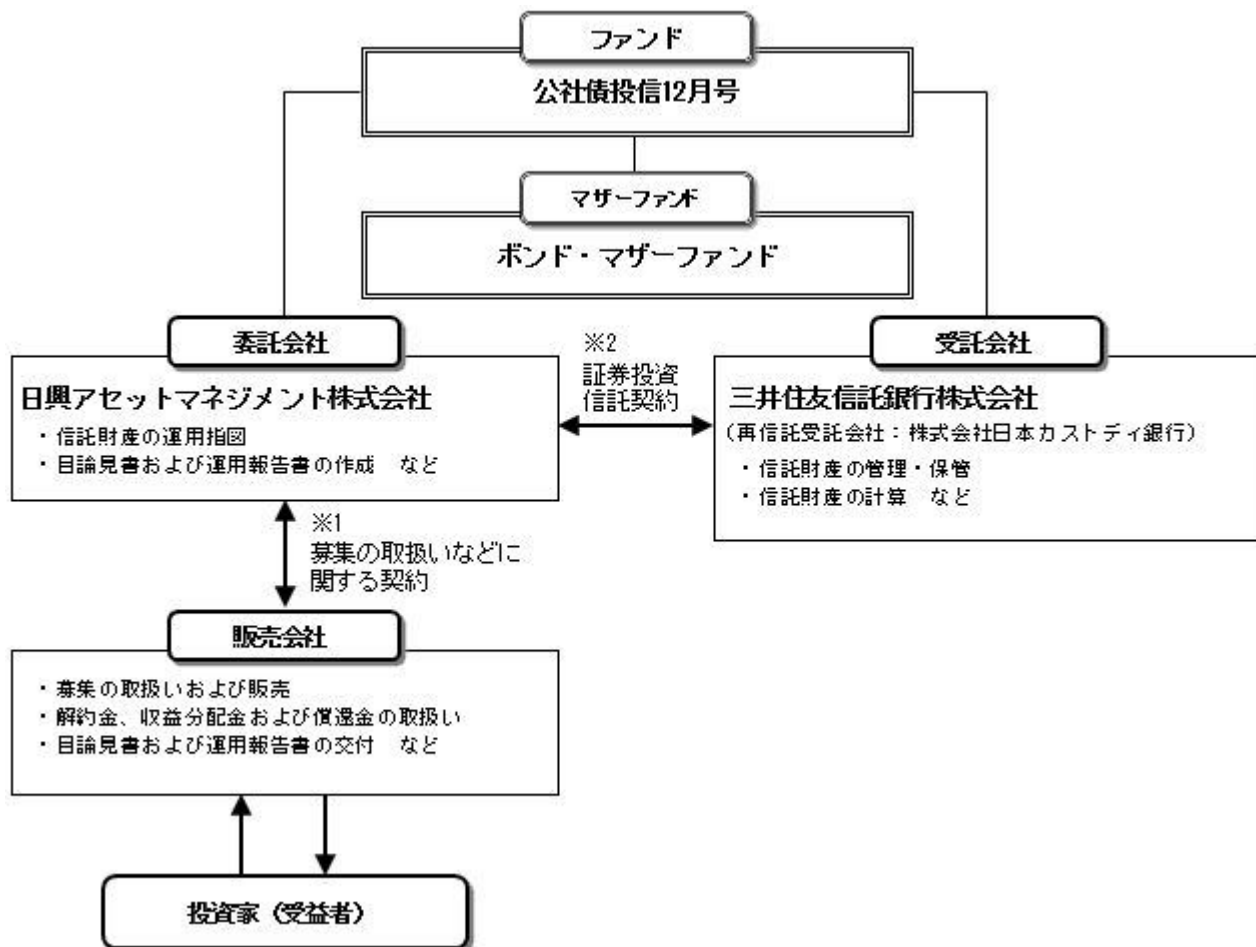 ファンド
公社債投信12月号
マザーファンド
ボンド・マザーファンド
委託会社
日興アセットマネジメント株式会社
・信託財産の運用指図
・目論見書および運用報告書の作成　など
※2
証券投資
信託契約
受託会社
三井住友信託銀行株式会社
(再信託受託会社：株式会社日本カストディ銀行)
・信託財産の管理・保管
・信託財産の計算　など
※1
募集の取扱いなどに
関する契約
販売会社
・募集の取扱いおよび販売
・解約金、収益分配金および償還金の取扱い
・目論見書および運用報告書の交付　など
投資家（受益者）